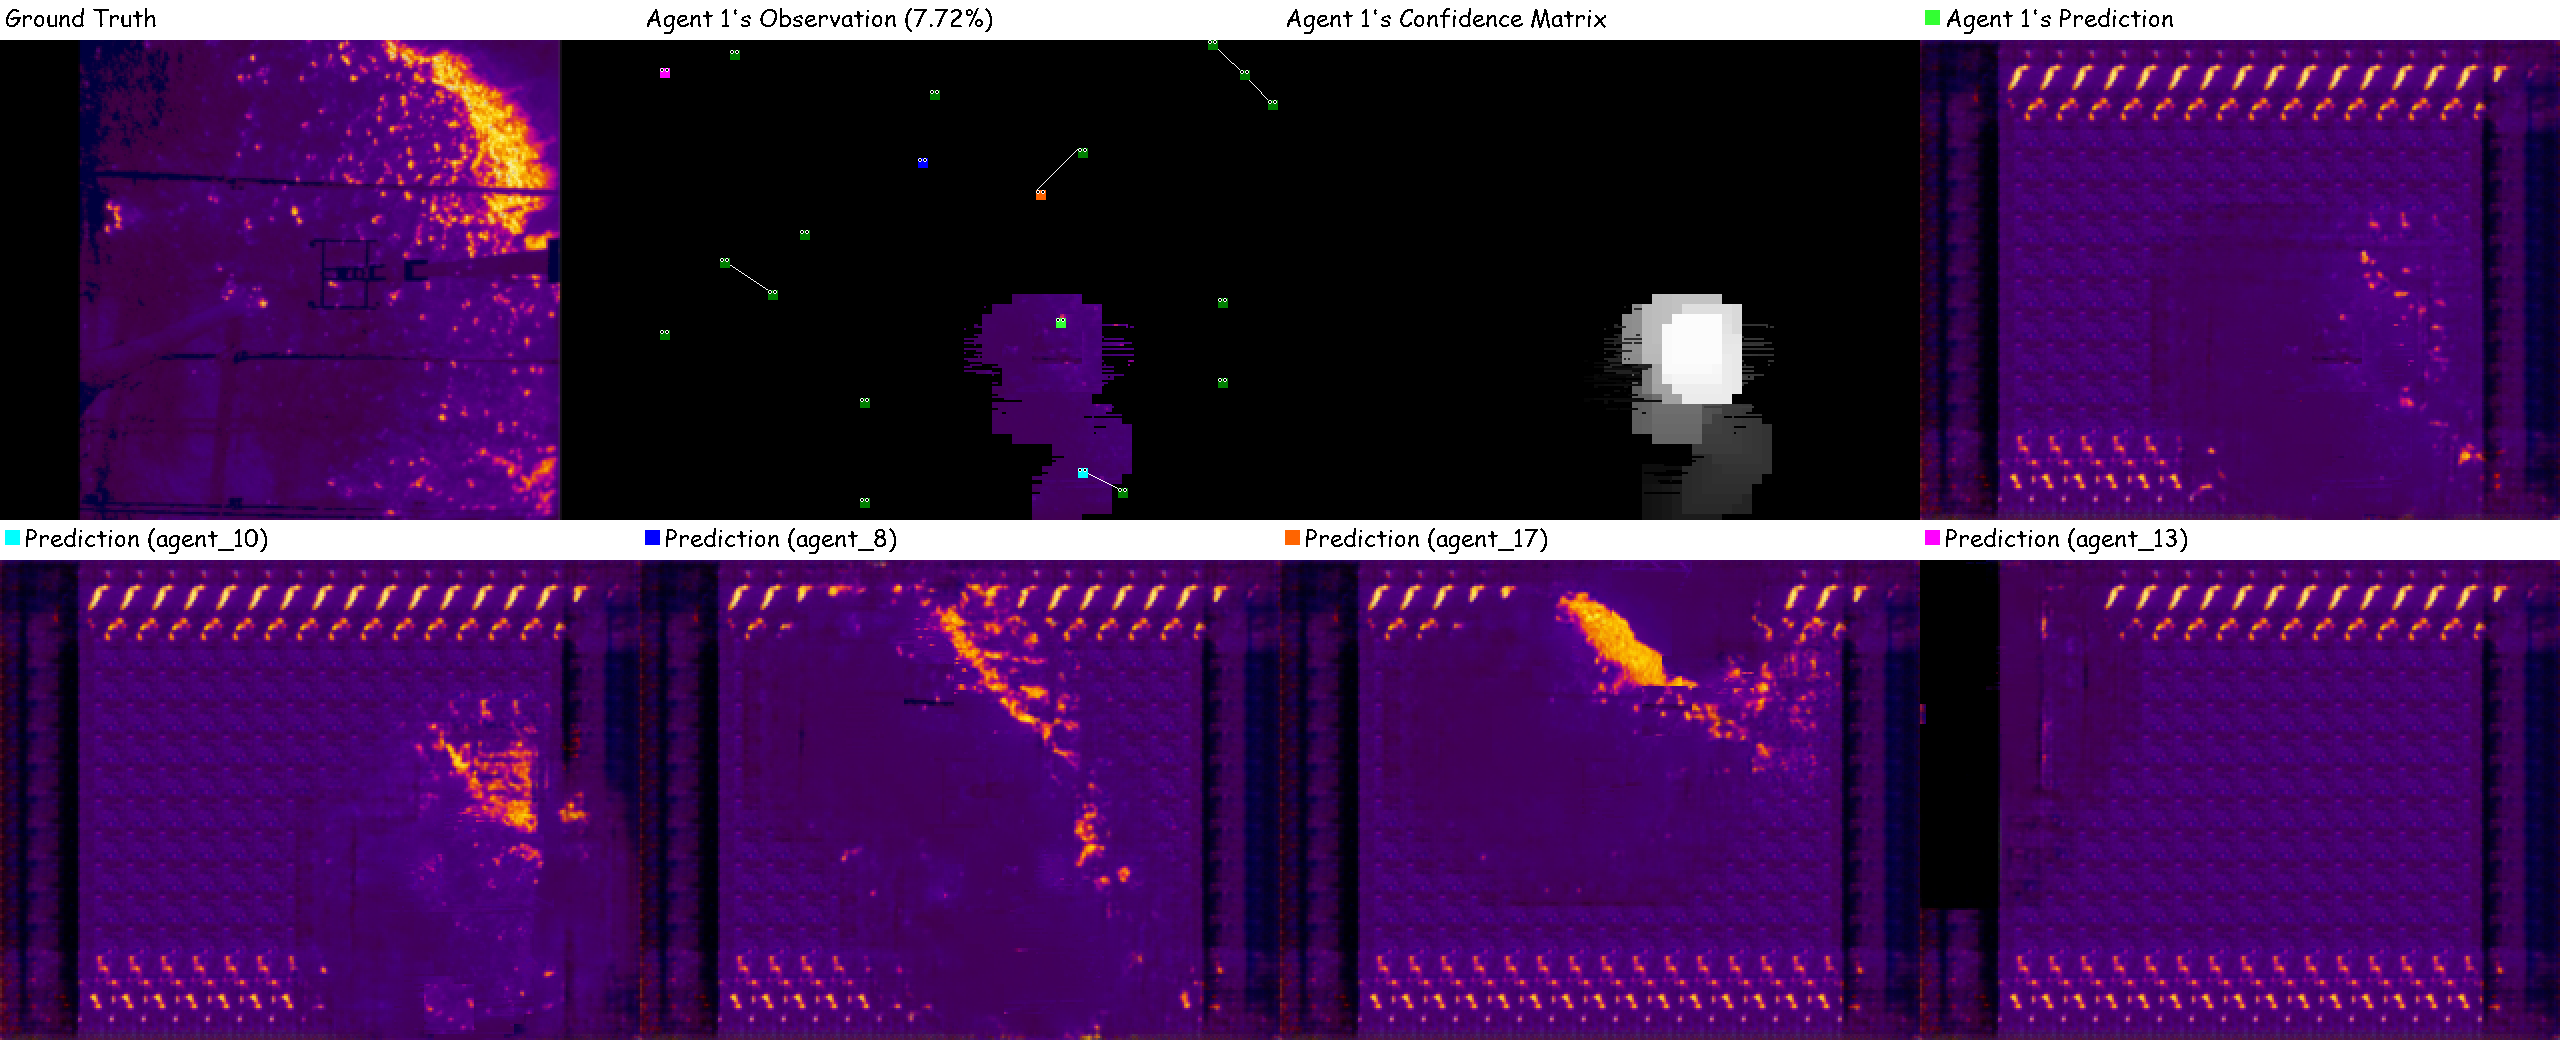 Ground Truth
Agent 1's Observation (7.72%)
Agent 1's Confidence Matrix
Agent 1's Prediction
Prediction (agent_10)
Prediction (agent_8)
Prediction (agent_17)
Prediction (agent_13)